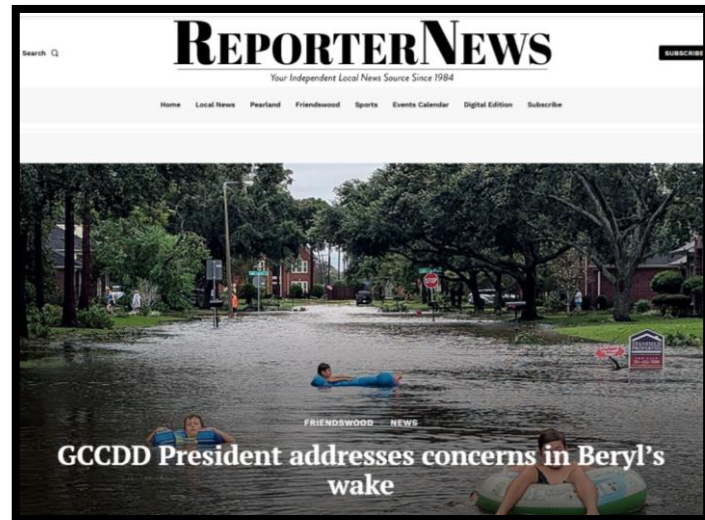 Search
REPORTERNEWS
SUBSCRIBE
Your Independent Local News Source Since 1984
Home Local News Pearland Friendswood Sports Events Calendar Digital Edition Subscribe
STOP
FRIENDSWOOD NEWS
GCCDD President addresses concerns in Beryl's
wake